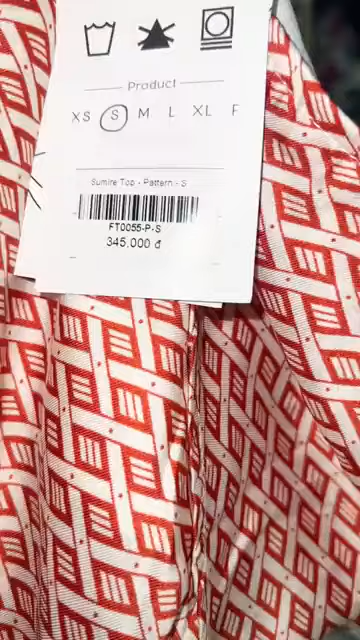 Product
XS S M L XL F
Sumire Top - Pattern - S
FT0055-P-S
345,000 đ